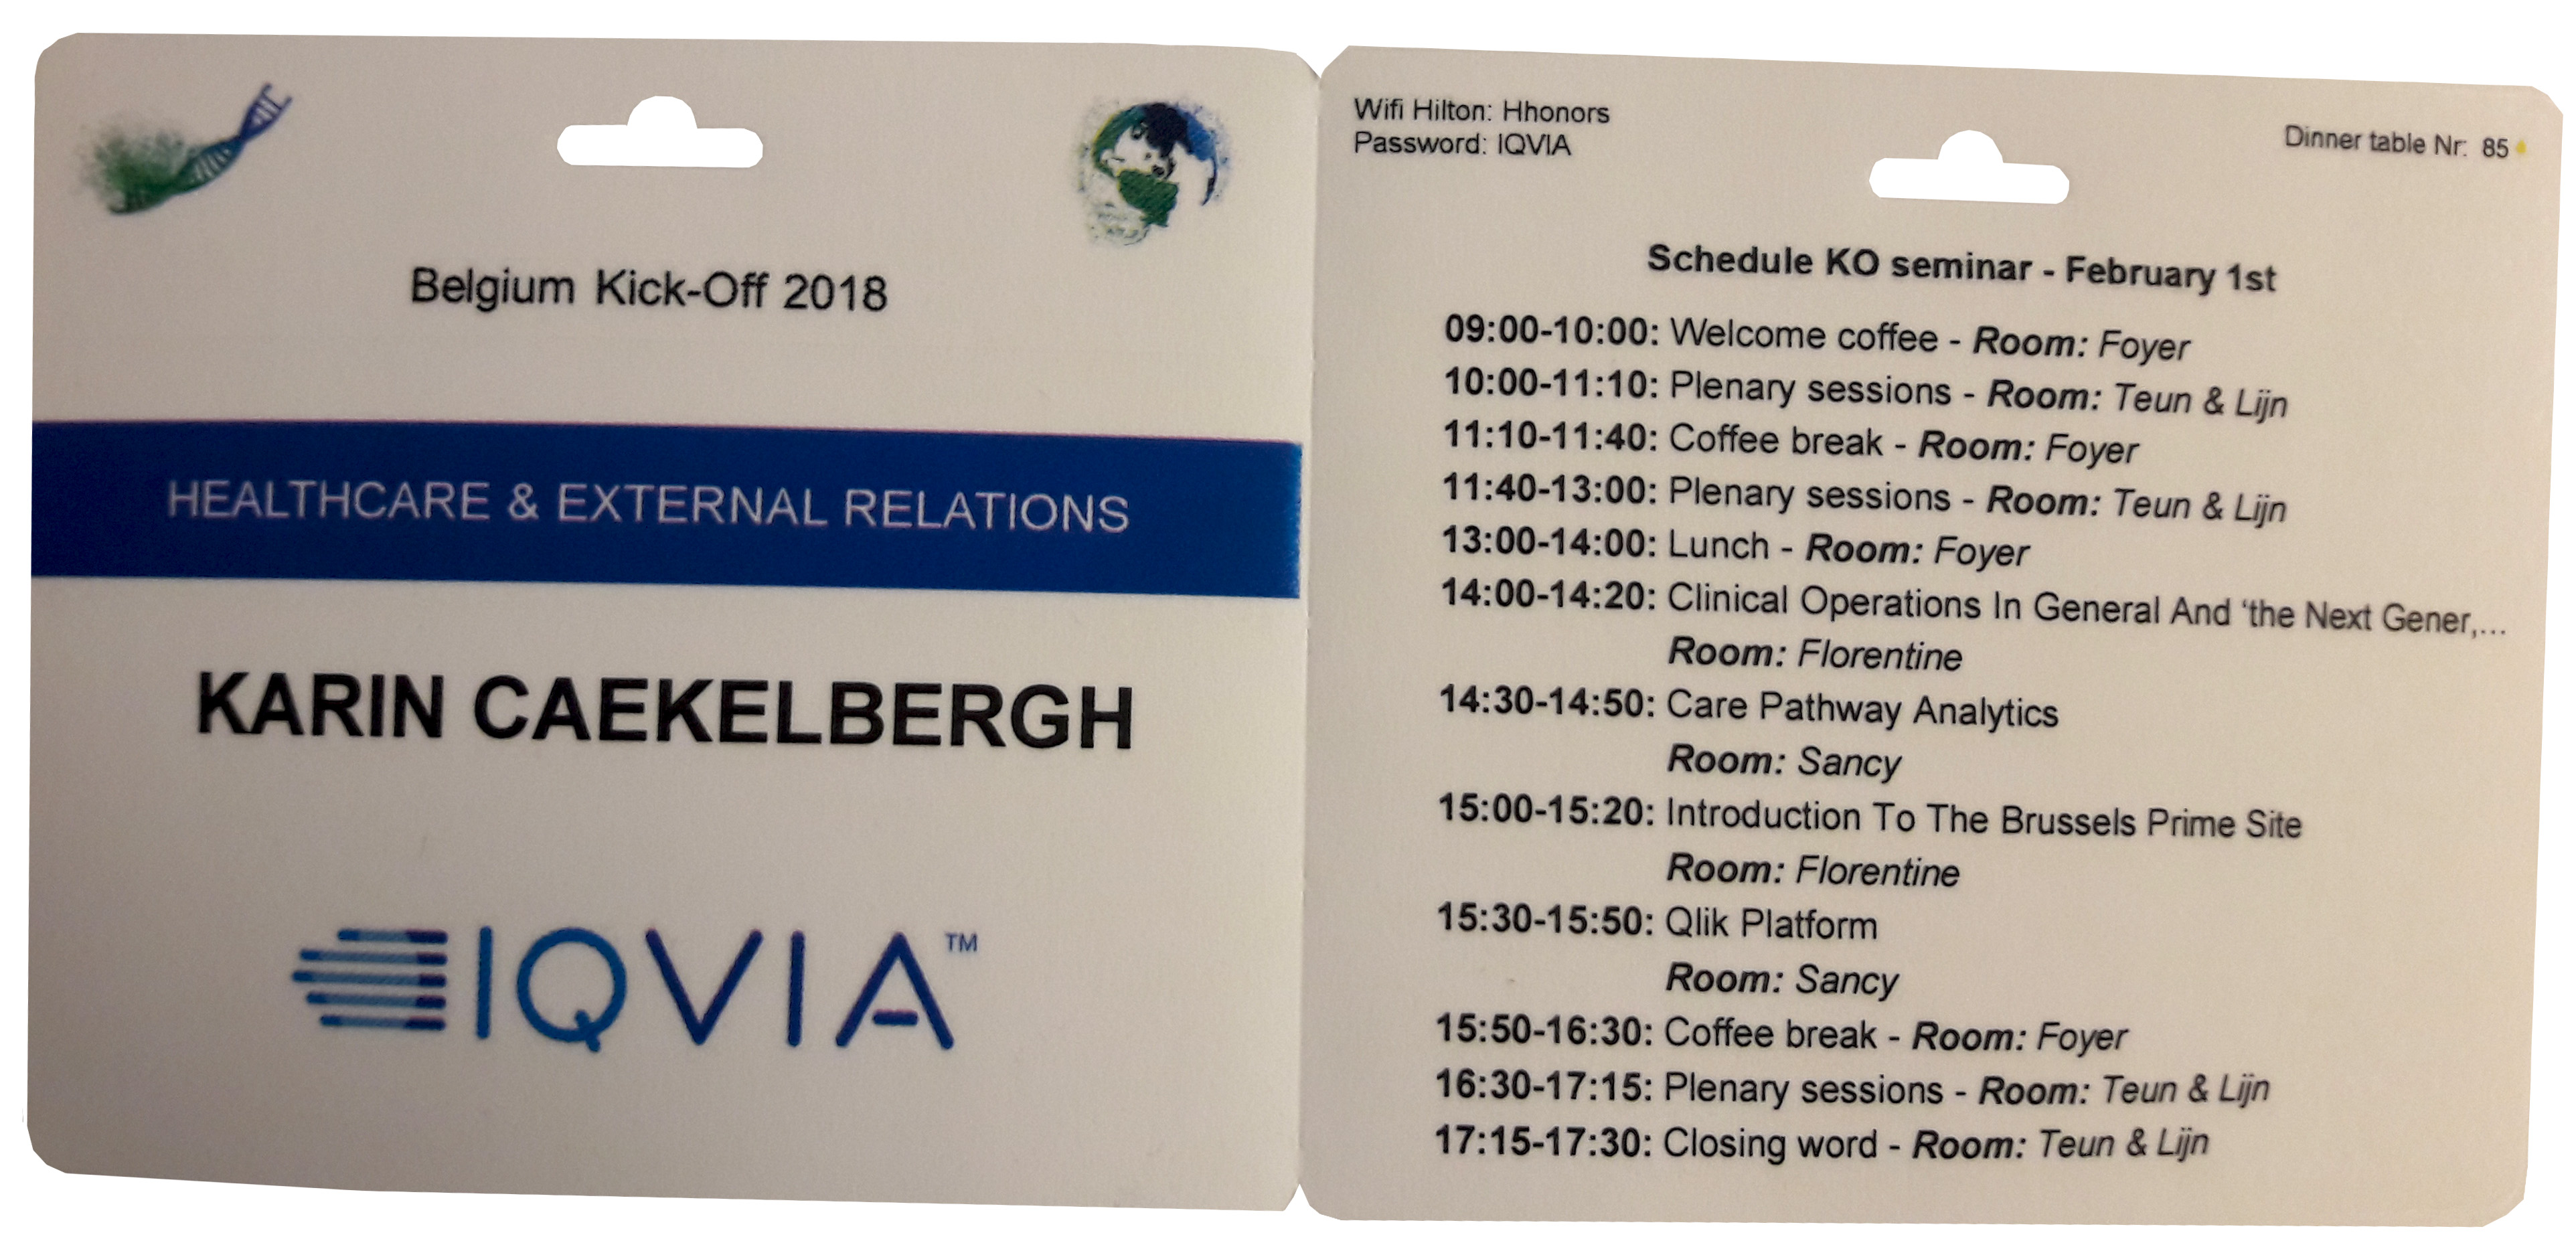 Belgium Kick-Off 2018
HEALTHCARE & EXTERNAL RELATIONS
KARIN CAEKELBERGH
IQVIA™
Wifi Hilton: Hhonors
Password: IQVIA
Dinner table Nr: 85
Schedule KO seminar - February 1st
09:00-10:00: Welcome coffee - Room: Foyer
10:00-11:10: Plenary sessions - Room: Teun & Lijn
11:10-11:40: Coffee break - Room: Foyer
11:40-13:00: Plenary sessions - Room: Teun & Lijn
13:00-14:00: Lunch - Room: Foyer
14:00-14:20: Clinical Operations In General And ‘the Next Gener,...
Room: Florentine
14:30-14:50: Care Pathway Analytics
Room: Sancy
15:00-15:20: Introduction To The Brussels Prime Site
Room: Florentine
15:30-15:50: Qlik Platform
Room: Sancy
15:50-16:30: Coffee break - Room: Foyer
16:30-17:15: Plenary sessions - Room: Teun & Lijn
17:15-17:30: Closing word - Room: Teun & Lijn